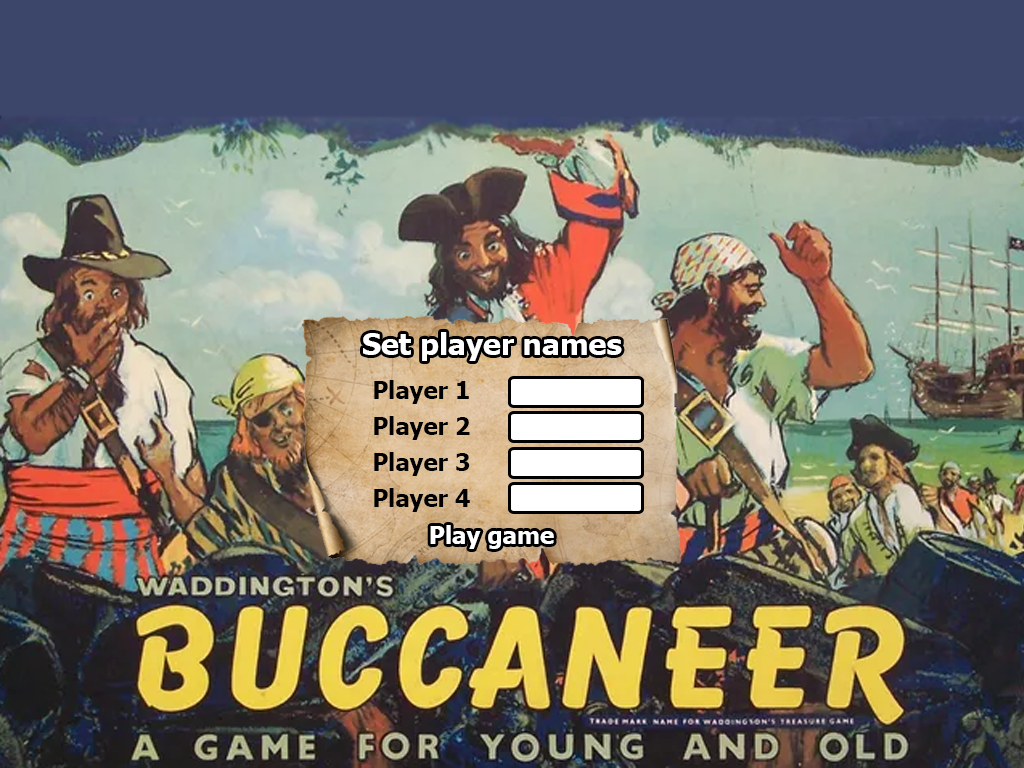 Set player names
Player 1
Player 2
Player 3
Player 4
Play game
WADDINGTON'S
BUCCANEER
TRADE MARK NAME FOR WADDINGSON'S TREASURE GAME
A GAME FOR YOUNG AND OLD